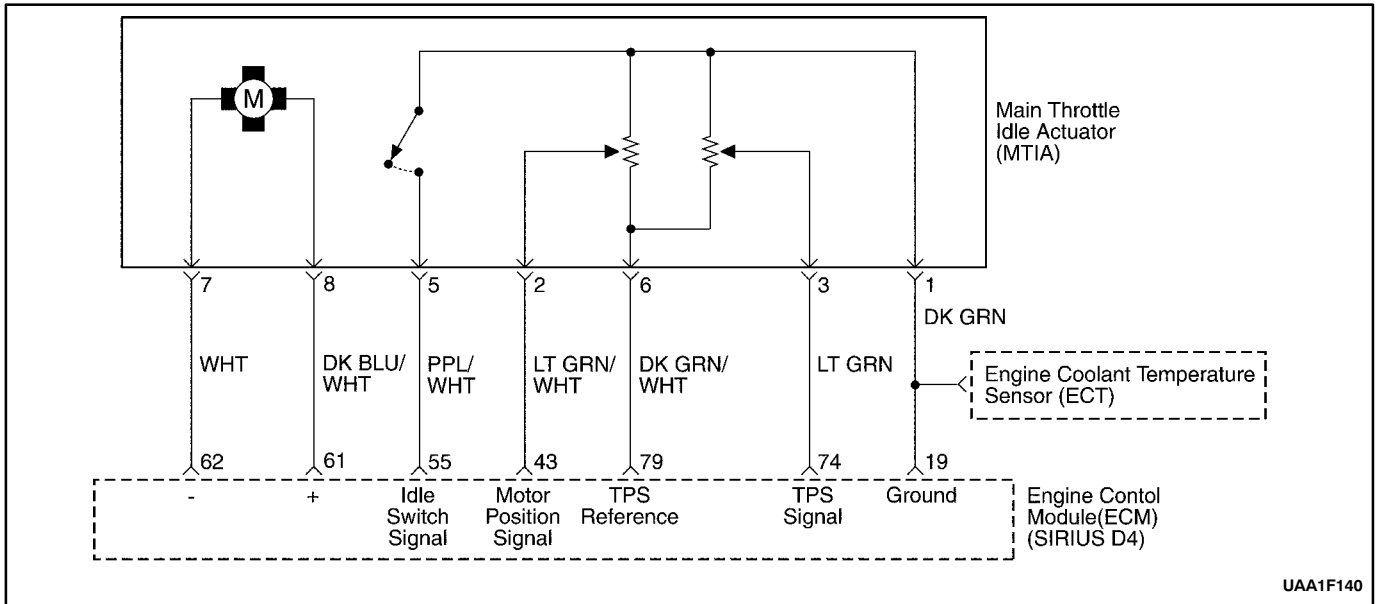 M
Main Throttle
Idle Actuator
(MTIA)
7
8
5
2
6
3
1
DK GRN
WHT
DK BLU/
WHT
PPL/
WHT
LT GRN/
WHT
DK GRN/
WHT
LT GRN
Engine Coolant Temperature
Sensor (ECT)
62
61
55
43
79
74
19
-
+
Idle
Switch
Signal
Motor
Position
Signal
TPS
Reference
TPS
Signal
Ground
Engine Contol
Module(ECM)
(SIRIUS D4)
UAA1F140